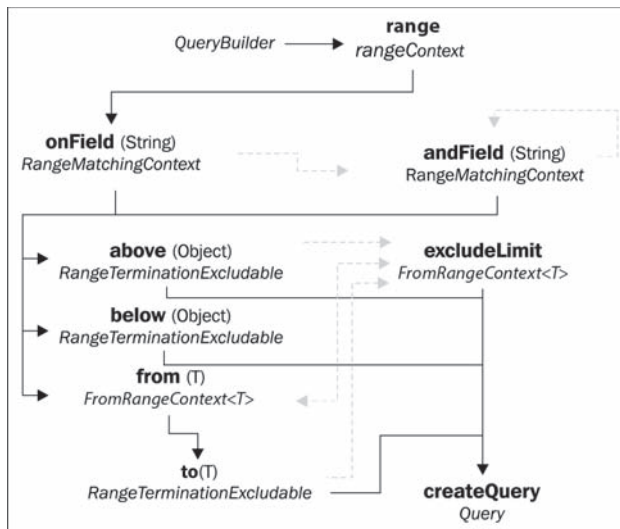 range
QueryBuilder
rangeContext
onField (String)
RangeMatchingContext
andField (String)
RangeMatchingContext
above (Object)
RangeTerminationExcludable
excludeLimit
FromRangeContext<T>
below (Object)
RangeTerminationExcludable
from (T)
FromRangeContext<T>
to(T)
RangeTerminationExcludable
createQuery
Query